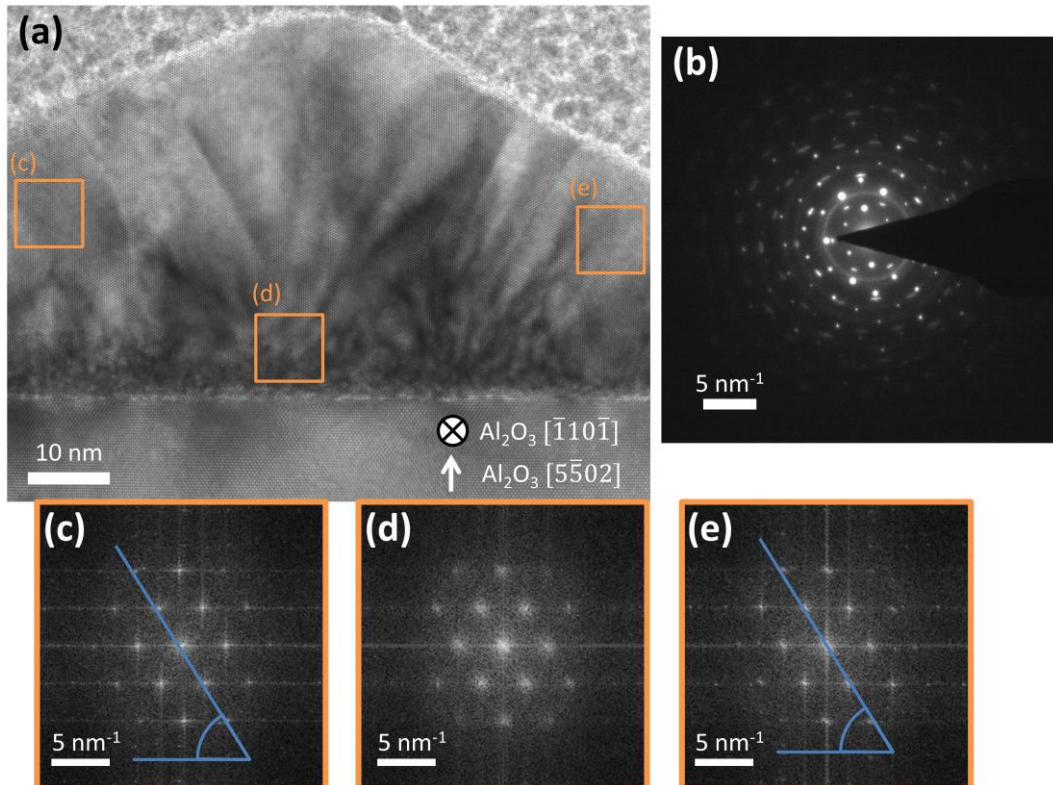 (a)
(b)
(c)
(e)
(d)
5 nm⁻¹
10 nm
Al₂O₃ [1̅101̅]
Al₂O₃ [55̅02]
(c)
(d)
(e)
5 nm⁻¹
5 nm⁻¹
5 nm⁻¹